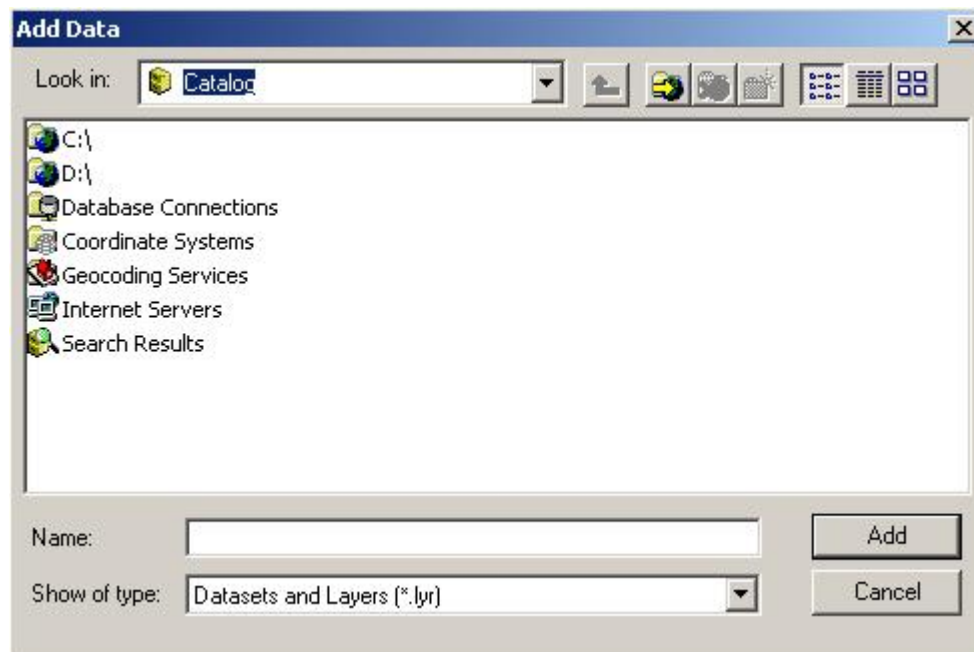 Add Data
Look in: Catalog
C:\
D:\
Database Connections
Coordinate Systems
Geocoding Services
Internet Servers
Search Results
Name: Add
Show of type: Datasets and Layers (*.lyr) Cancel